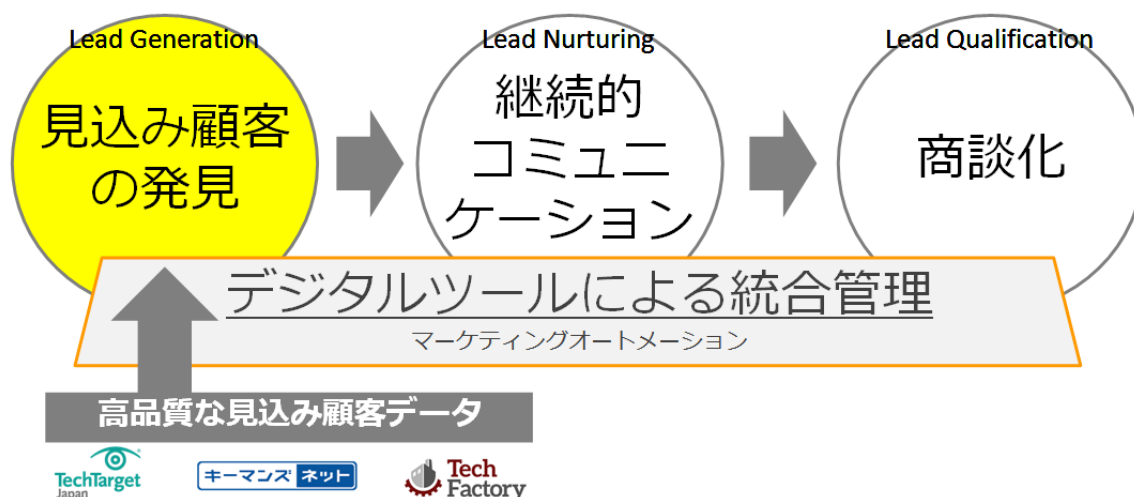 Lead Generation
見込み顧客
の発見
Lead Nurturing
継続的
コミュニ
ケーション
Lead Qualification
商談化
デジタルツールによる統合管理
マーケティングオートメーション
高品質な見込み顧客データ
TechTarget
Japan
キーマンズネット
Tech
Factory